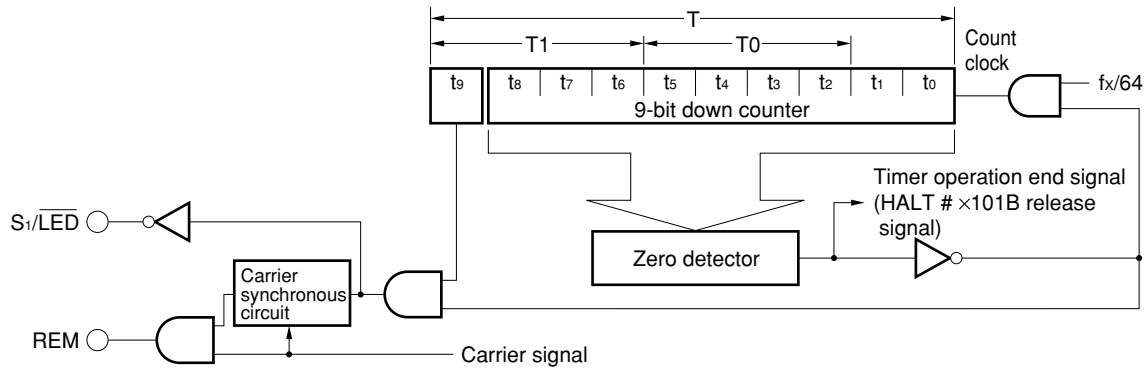 T
T1
T0
Count
clock
t9
t8
t7
t6
t5
t4
t3
t2
t1
t0
9-bit down counter
fx/64
Timer operation end signal
(HALT # ×101B release
signal)
S1/LED
Zero detector
Carrier
synchronous
circuit
REM
Carrier signal